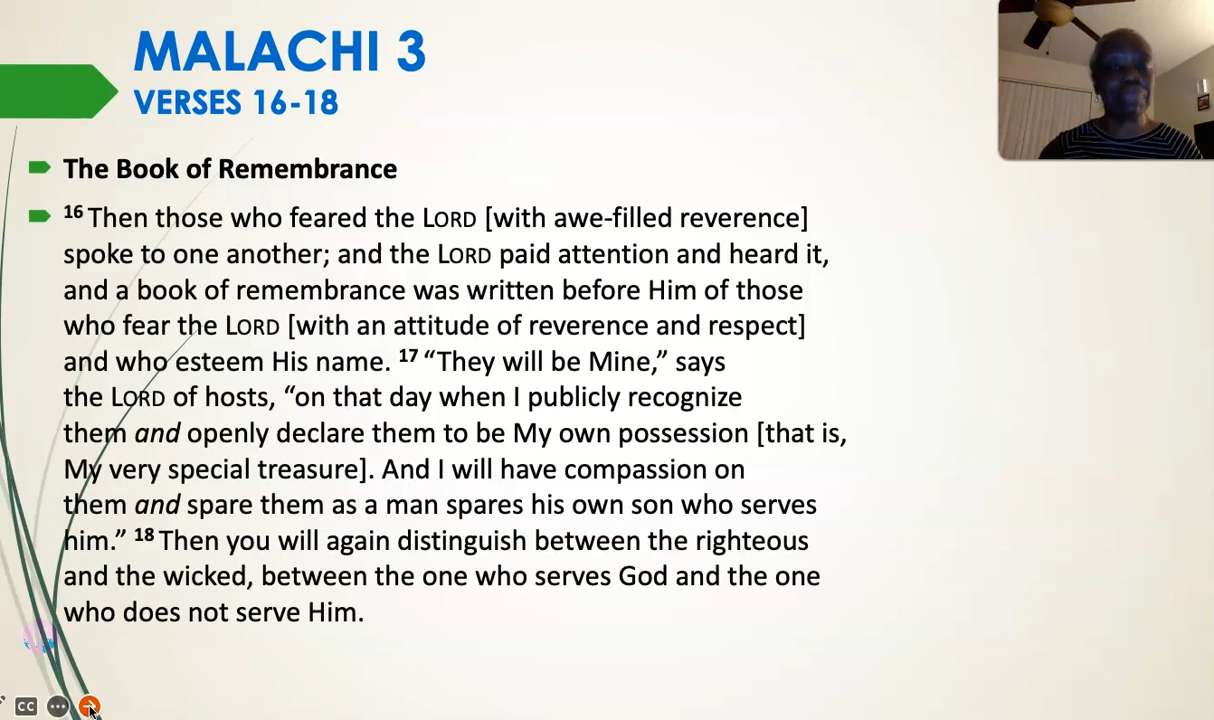 MALACHI 3
VERSES 16-18
The Book of Remembrance
16 Then those who feared the LORD [with awe-filled reverence]
spoke to one another; and the LORD paid attention and heard it,
and a book of remembrance was written before Him of those
who fear the LORD [with an attitude of reverence and respect]
and who esteem His name. 17 “They will be Mine,” says
the LORD of hosts, “on that day when I publicly recognize
them and openly declare them to be My own possession [that is,
My very special treasure]. And I will have compassion on
them and spare them as a man spares his own son who serves
him.” 18 Then you will again distinguish between the righteous
and the wicked, between the one who serves God and the one
who does not serve Him.
CC